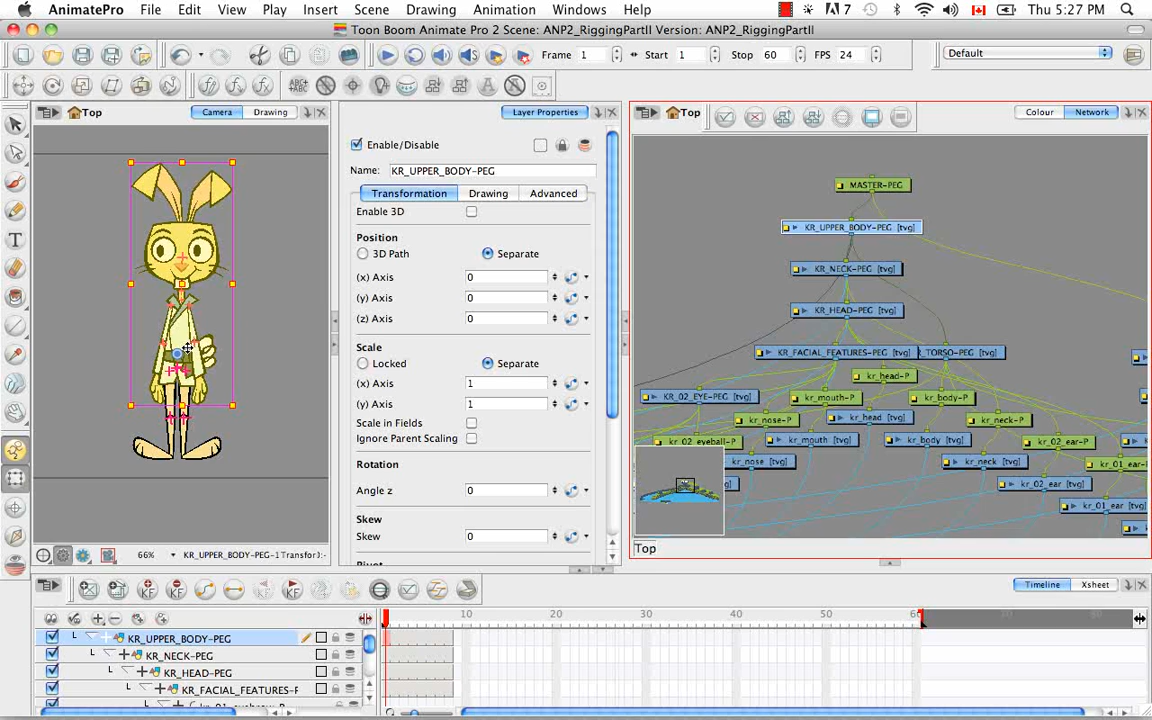 AnimatePro File Edit View Play Insert Scene Drawing Animation Windows Help 7 Thu 5:27 PM
Toon Boom Animate Pro 2 Scene: ANP2_RiggingPartII Version: ANP2_RiggingPartII
Frame 1 Start 1 Stop 60 FPS 24 Default
Top Camera Drawing
Layer Properties
Top Colour Network
Enable/Disable
Name: KR_UPPER_BODY-PEG
Transformation Drawing Advanced
Enable 3D
Position
3D Path Separate
(x) Axis 0
(y) Axis 0
(z) Axis 0
Scale
Locked Separate
(x) Axis 1
(y) Axis 1
Scale in Fields
Ignore Parent Scaling
Rotation
Angle z 0
Skew
Skew 0
Pivot
MASTER-PEG
KR_UPPER_BODY-PEG [tvg]
KR_NECK-PEG [tvg]
KR_HEAD-PEG [tvg]
KR_FACIAL_FEATURES-PEG [tvg] R_TORSO-PEG [tvg]
kr_head-P
KR_02_EYE-PEG [tvg] kr_mouth-P kr_body-P
kr_nose-P kr_head [tvg] kr_neck-P
kr_02_eyeball-P kr_mouth [tvg] kr_body [tvg] kr_02_ear-P
kr_nose [tvg] kr_neck [tvg] kr_01_ear-P
kr_02_ear [tvg]
kr_01_ear [tvg]
Top
66% KR_UPPER_BODY-PEG-1
Timeline Xsheet
10 20 30 40 50
KR_UPPER_BODY-PEG
KR_NECK-PEG
KR_HEAD-PEG
KR_FACIAL_FEATURES-F